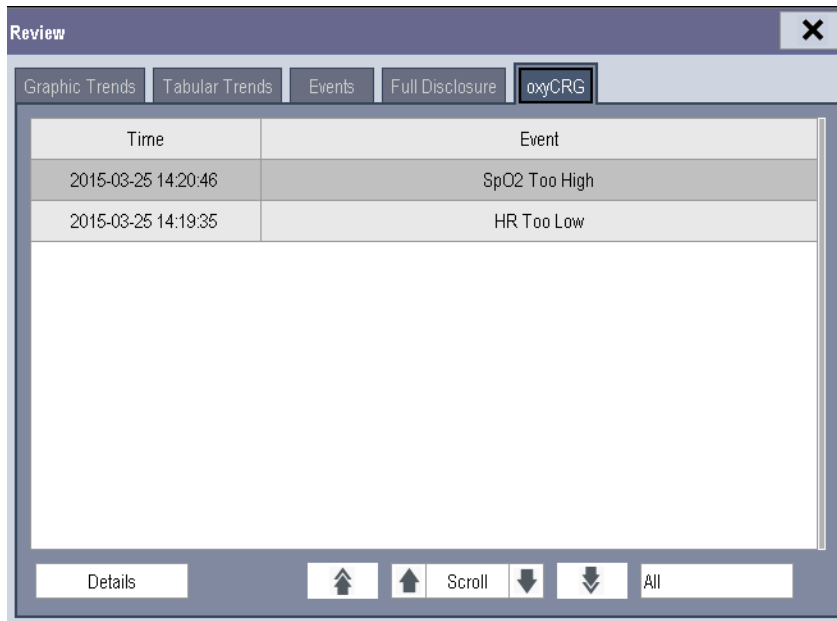 Review
Graphic Trends Tabular Trends Events Full Disclosure oxyCRG
Time Event
2015-03-25 14:20:46 SpO2 Too High
2015-03-25 14:19:35 HR Too Low
Details Scroll All